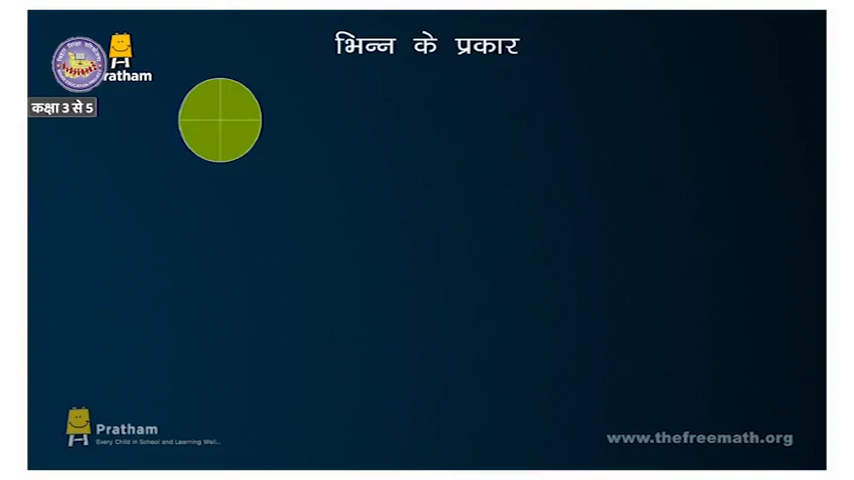 भिन्न के प्रकार
Pratham
कक्षा 3 से 5
Pratham
Every Child in School and Learning Well...
www.thefreemath.org